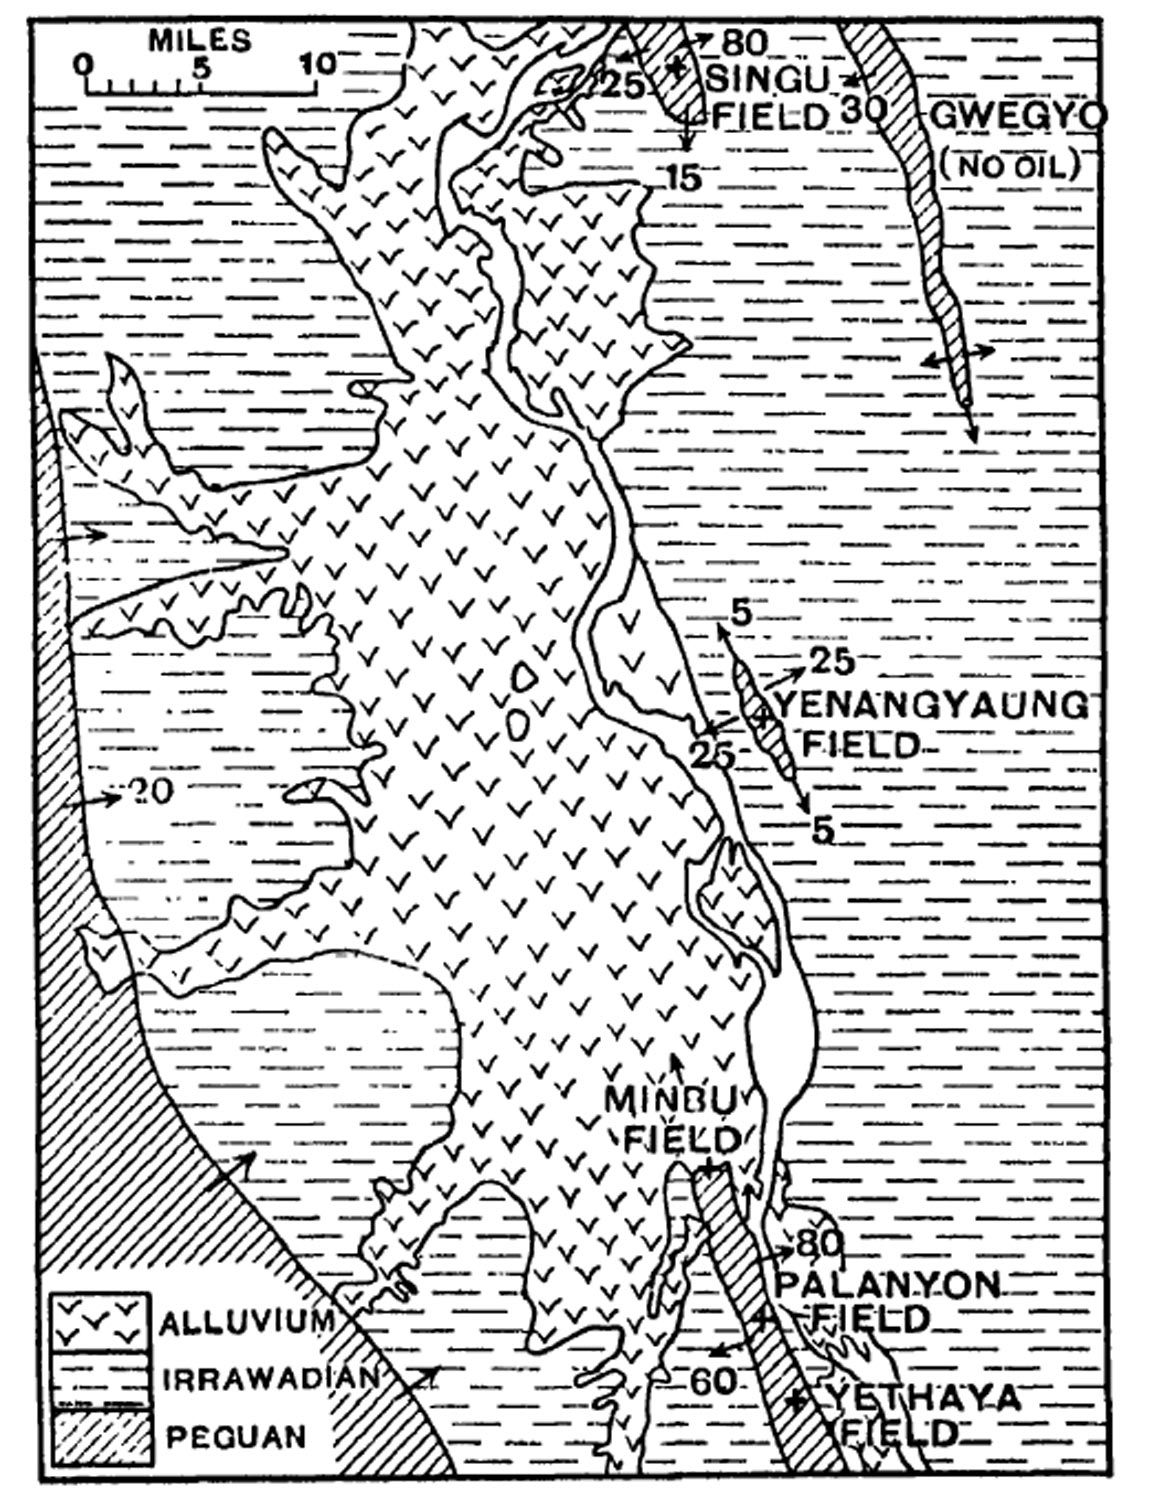 MILES
0 5 10
80
25
SINGU
FIELD
30
GWEGYO
(NO OIL)
15
5
25
YENANGYAUNG
FIELD
25
20
5
MINBU
FIELD
80
PALANYON
FIELD
60
YETHAYA
FIELD
ALLUVIUM
IRRAWADIAN
PEGUAN